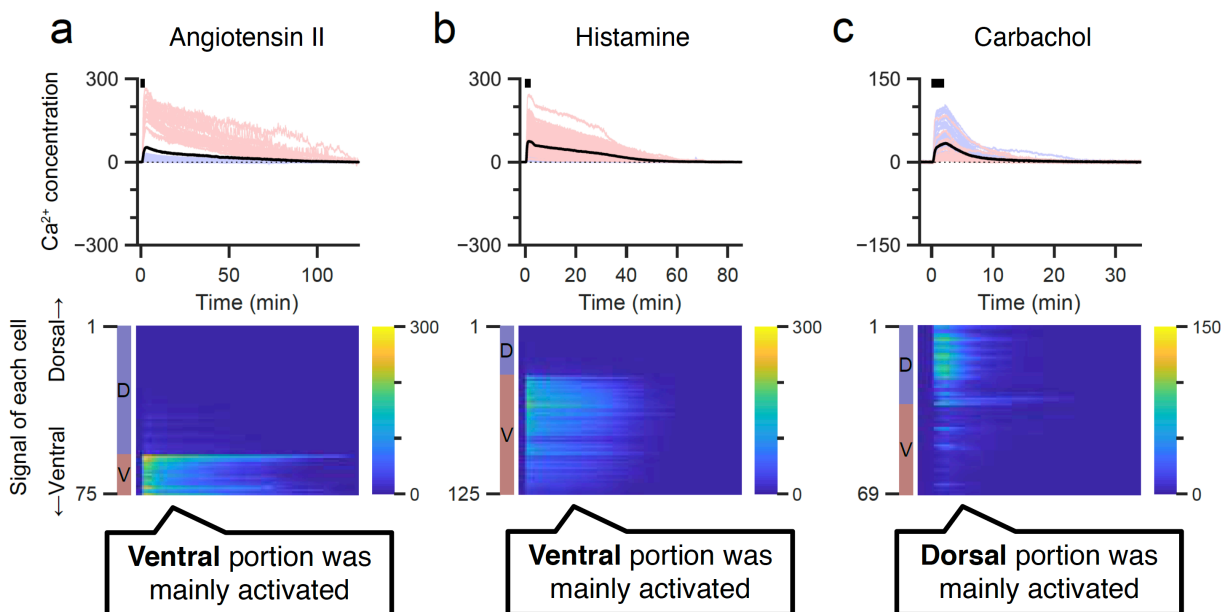 a
Angiotensin II
b
Histamine
c
Carbachol
Ca²⁺ concentration
300
0
−300
0
50
100
Time (min)
300
0
−300
0
20
40
60
80
Time (min)
150
0
−150
0
10
20
30
Time (min)
Signal of each cell
←Ventral
Dorsal→
1
75
D
V
300
0
1
125
D
V
300
0
1
69
D
V
150
0
Ventral portion was
mainly activated
Ventral portion was
mainly activated
Dorsal portion was
mainly activated